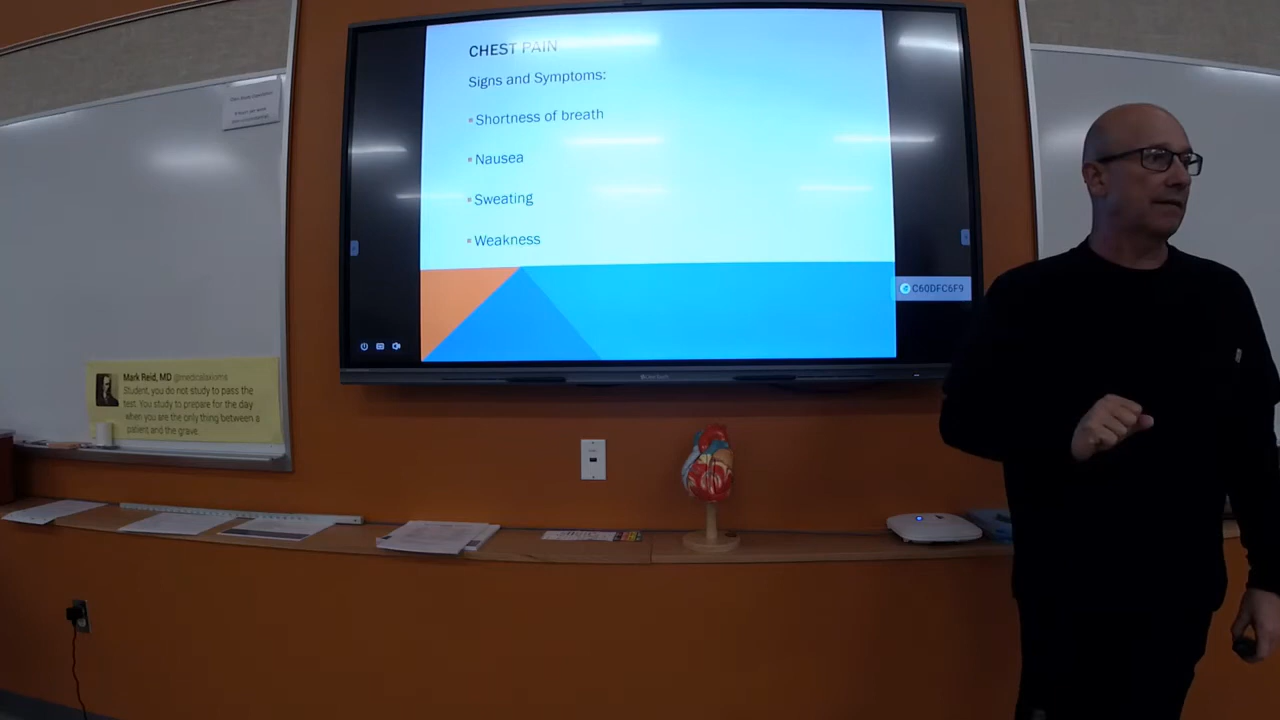 CHEST PAIN
Signs and Symptoms:
▪ Shortness of breath
▪ Nausea
▪ Sweating
▪ Weakness
C60DFC6F9
Mark Reid, MD @medicalaxioms
Student, you do not study to pass the
test. You study to prepare for the day
when you are the only thing between a
patient and the grave.